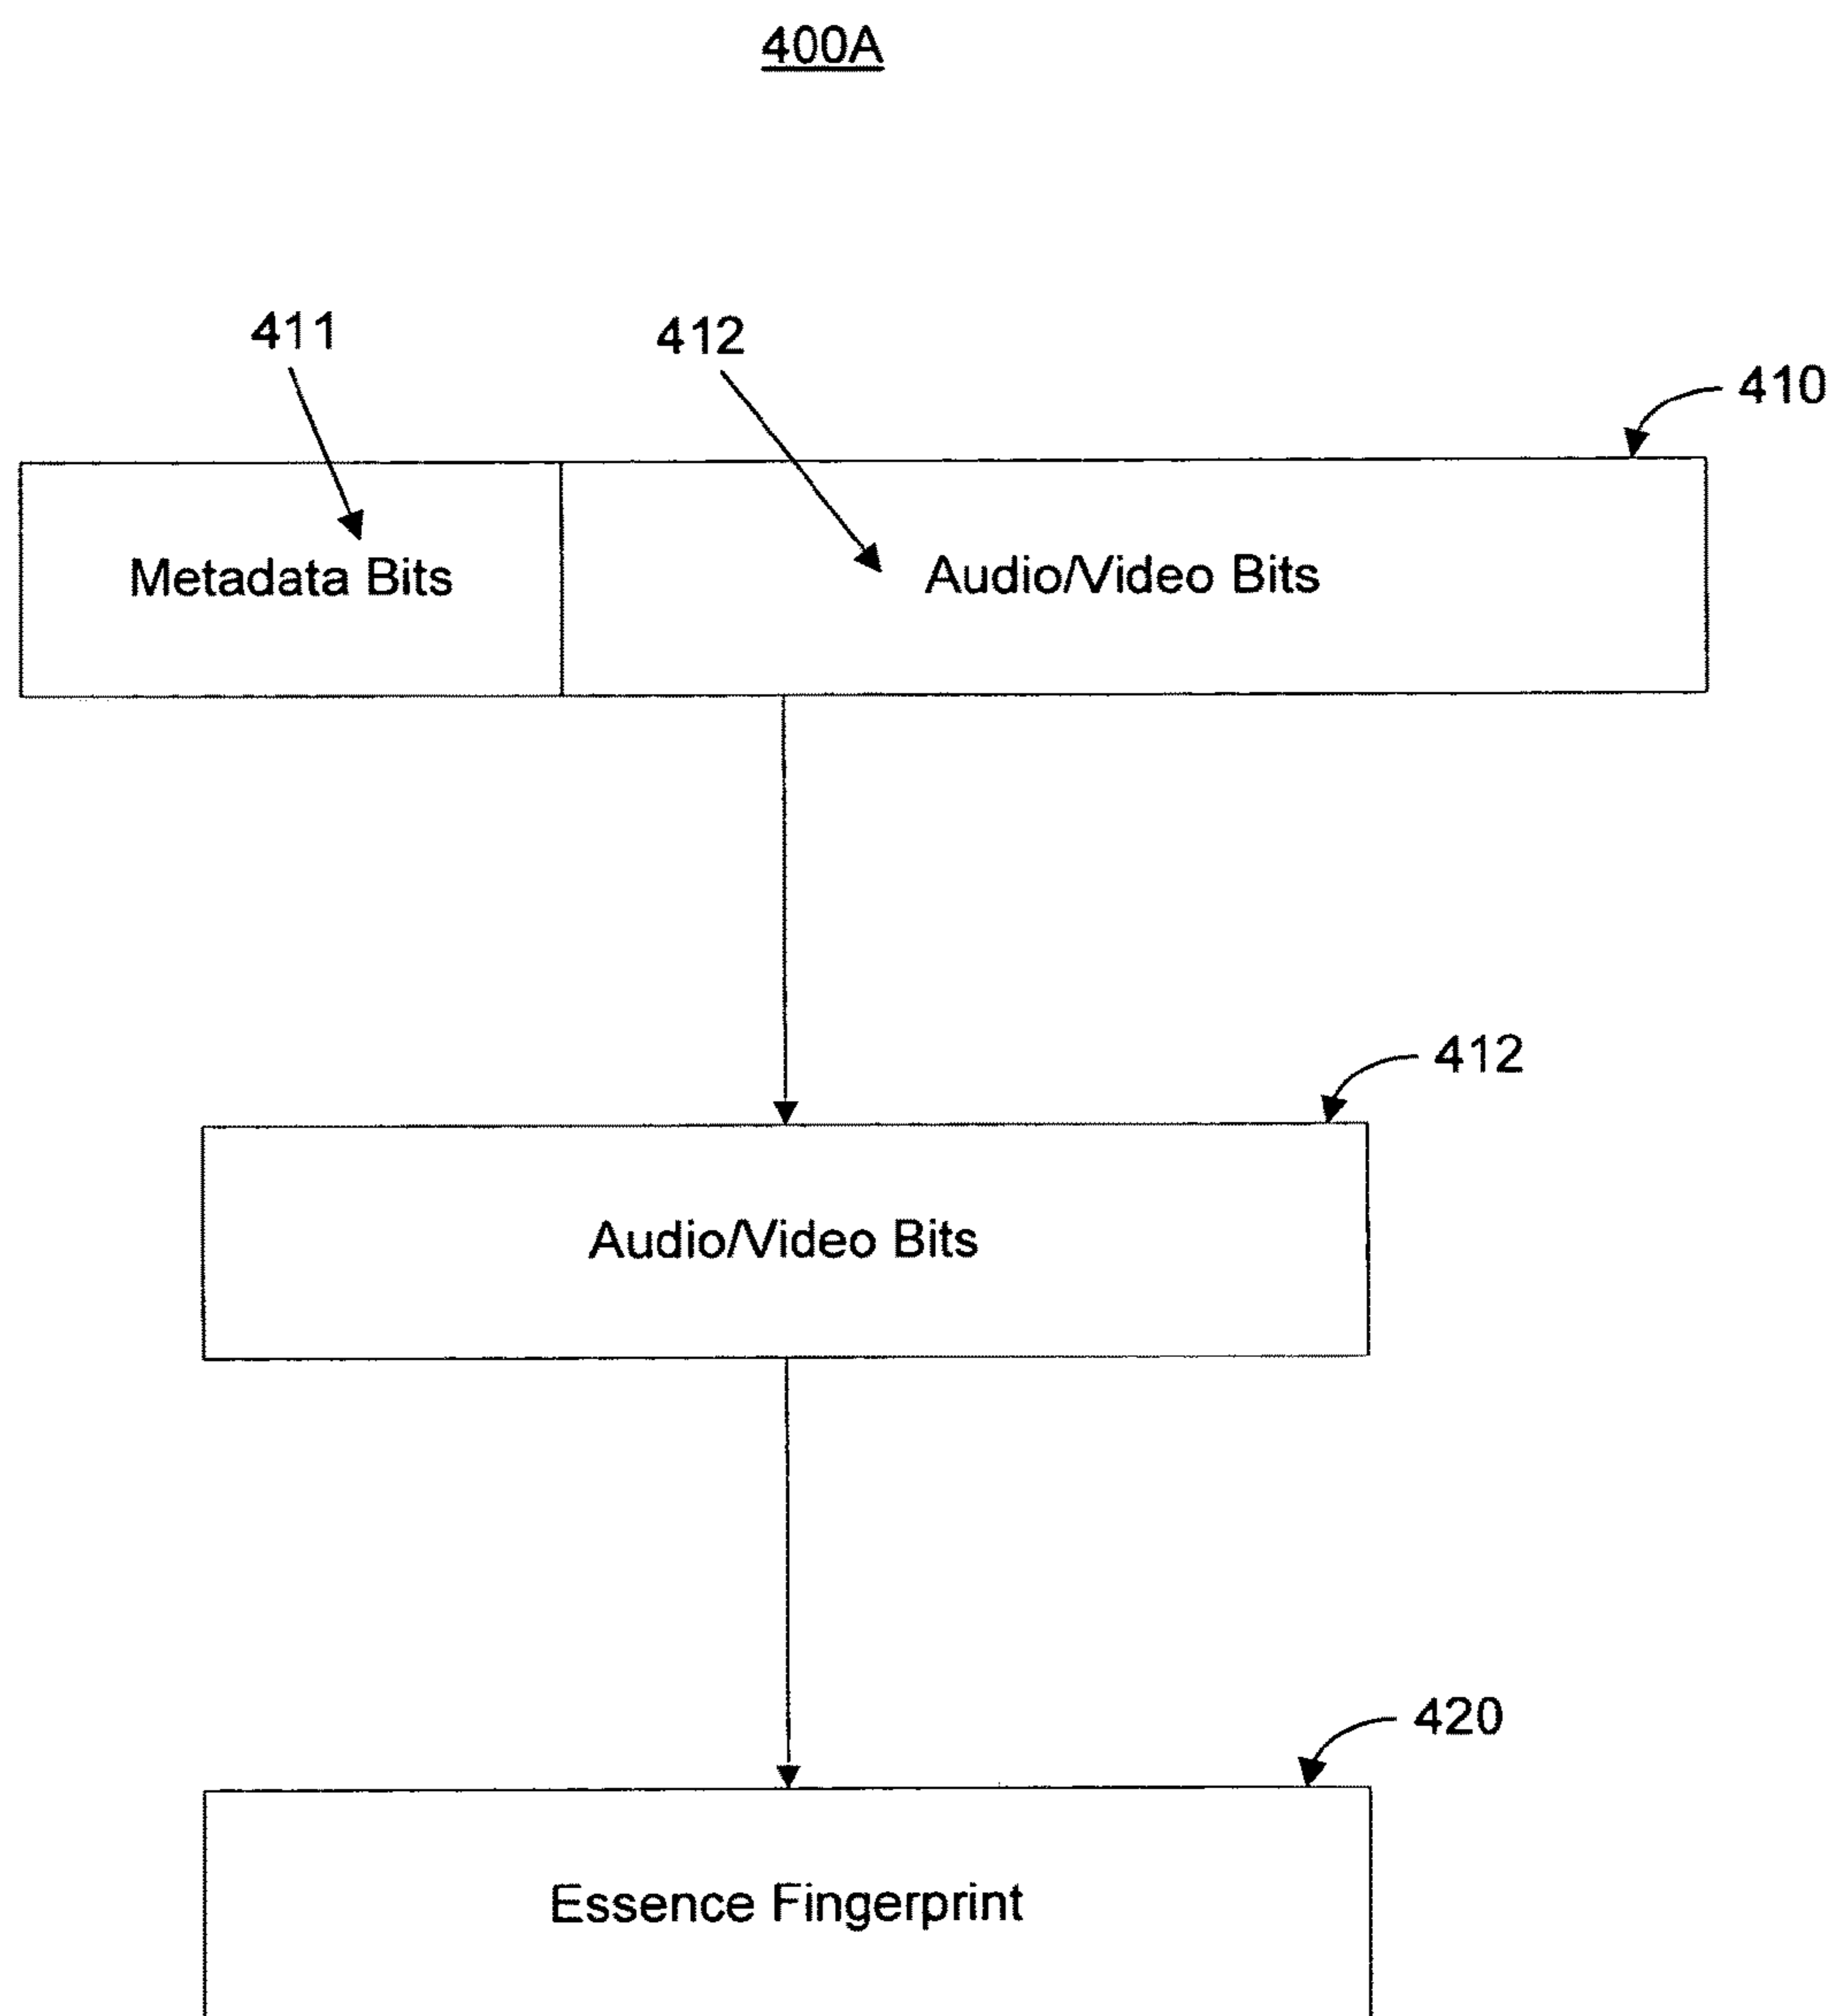 400A
411
412
410
Metadata Bits
Audio/Video Bits
412
Audio/Video Bits
420
Essence Fingerprint